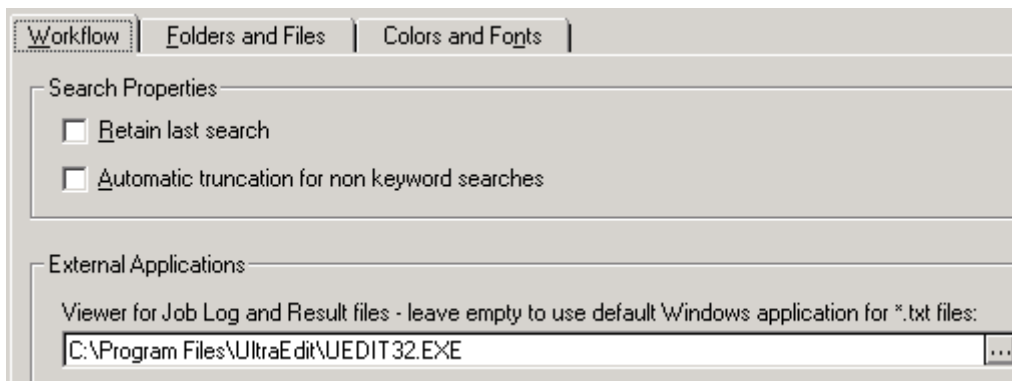 Workflow Folders and Files Colors and Fonts
Search Properties
Retain last search
Automatic truncation for non keyword searches
External Applications
Viewer for Job Log and Result files - leave empty to use default Windows application for *.txt files:
C:\Program Files\UltraEdit\UEDIT32.EXE ...